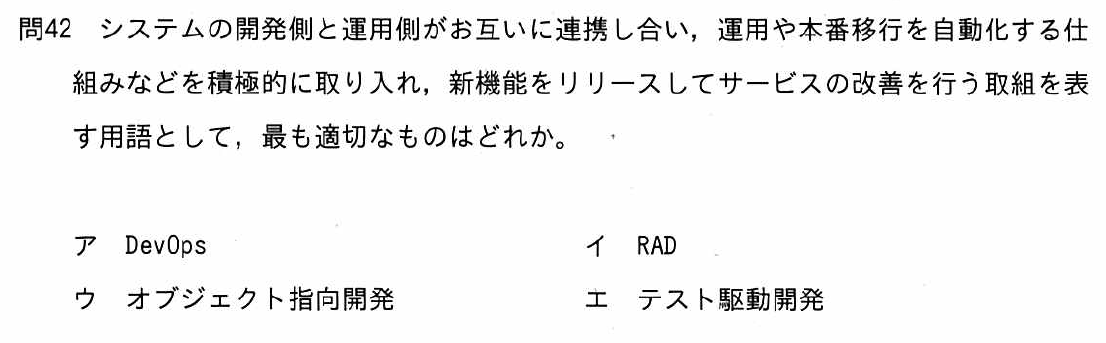 問42 システムの開発側と運用側がお互いに連携し合い，運用や本番移行を自動化する仕
組みなどを積極的に取り入れ，新機能をリリースしてサービスの改善を行う取組を表
す用語として，最も適切なものはどれか。
ア DevOps イ RAD
ウ オブジェクト指向開発 エ テスト駆動開発